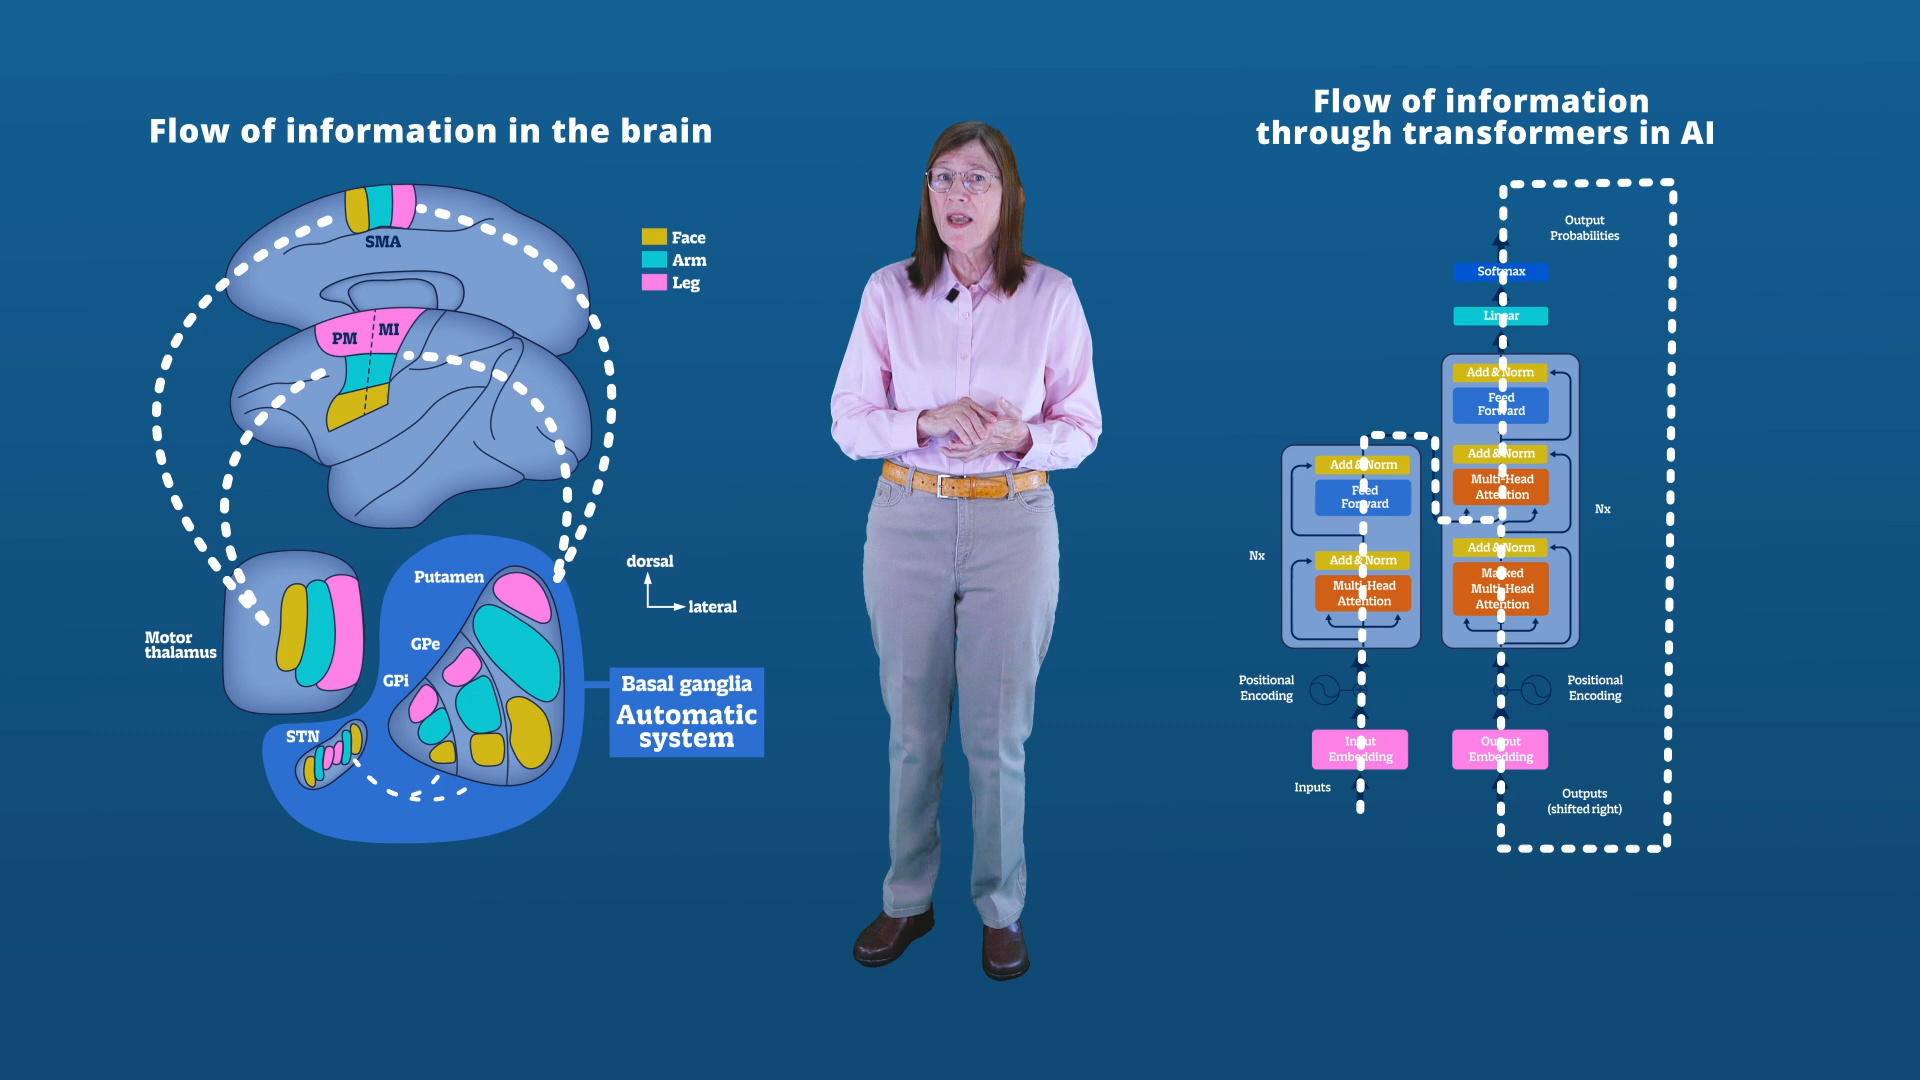 Flow of information in the brain
SMA
Face
Arm
Leg
PM
MI
Putamen
GPe
GPi
Motor
thalamus
STN
dorsal
lateral
Basal ganglia
Automatic
system
Flow of information
through transformers in AI
Output
Probabilities
Softmax
Linear
Add & Norm
Feed
Forward
Add & Norm
Multi-Head
Attention
Nx
Add & Norm
Masked
Multi-Head
Attention
Add & Norm
Feed
Forward
Nx
Add & Norm
Multi-Head
Attention
Positional
Encoding
Positional
Encoding
Input
Embedding
Output
Embedding
Inputs
Outputs
(shifted right)